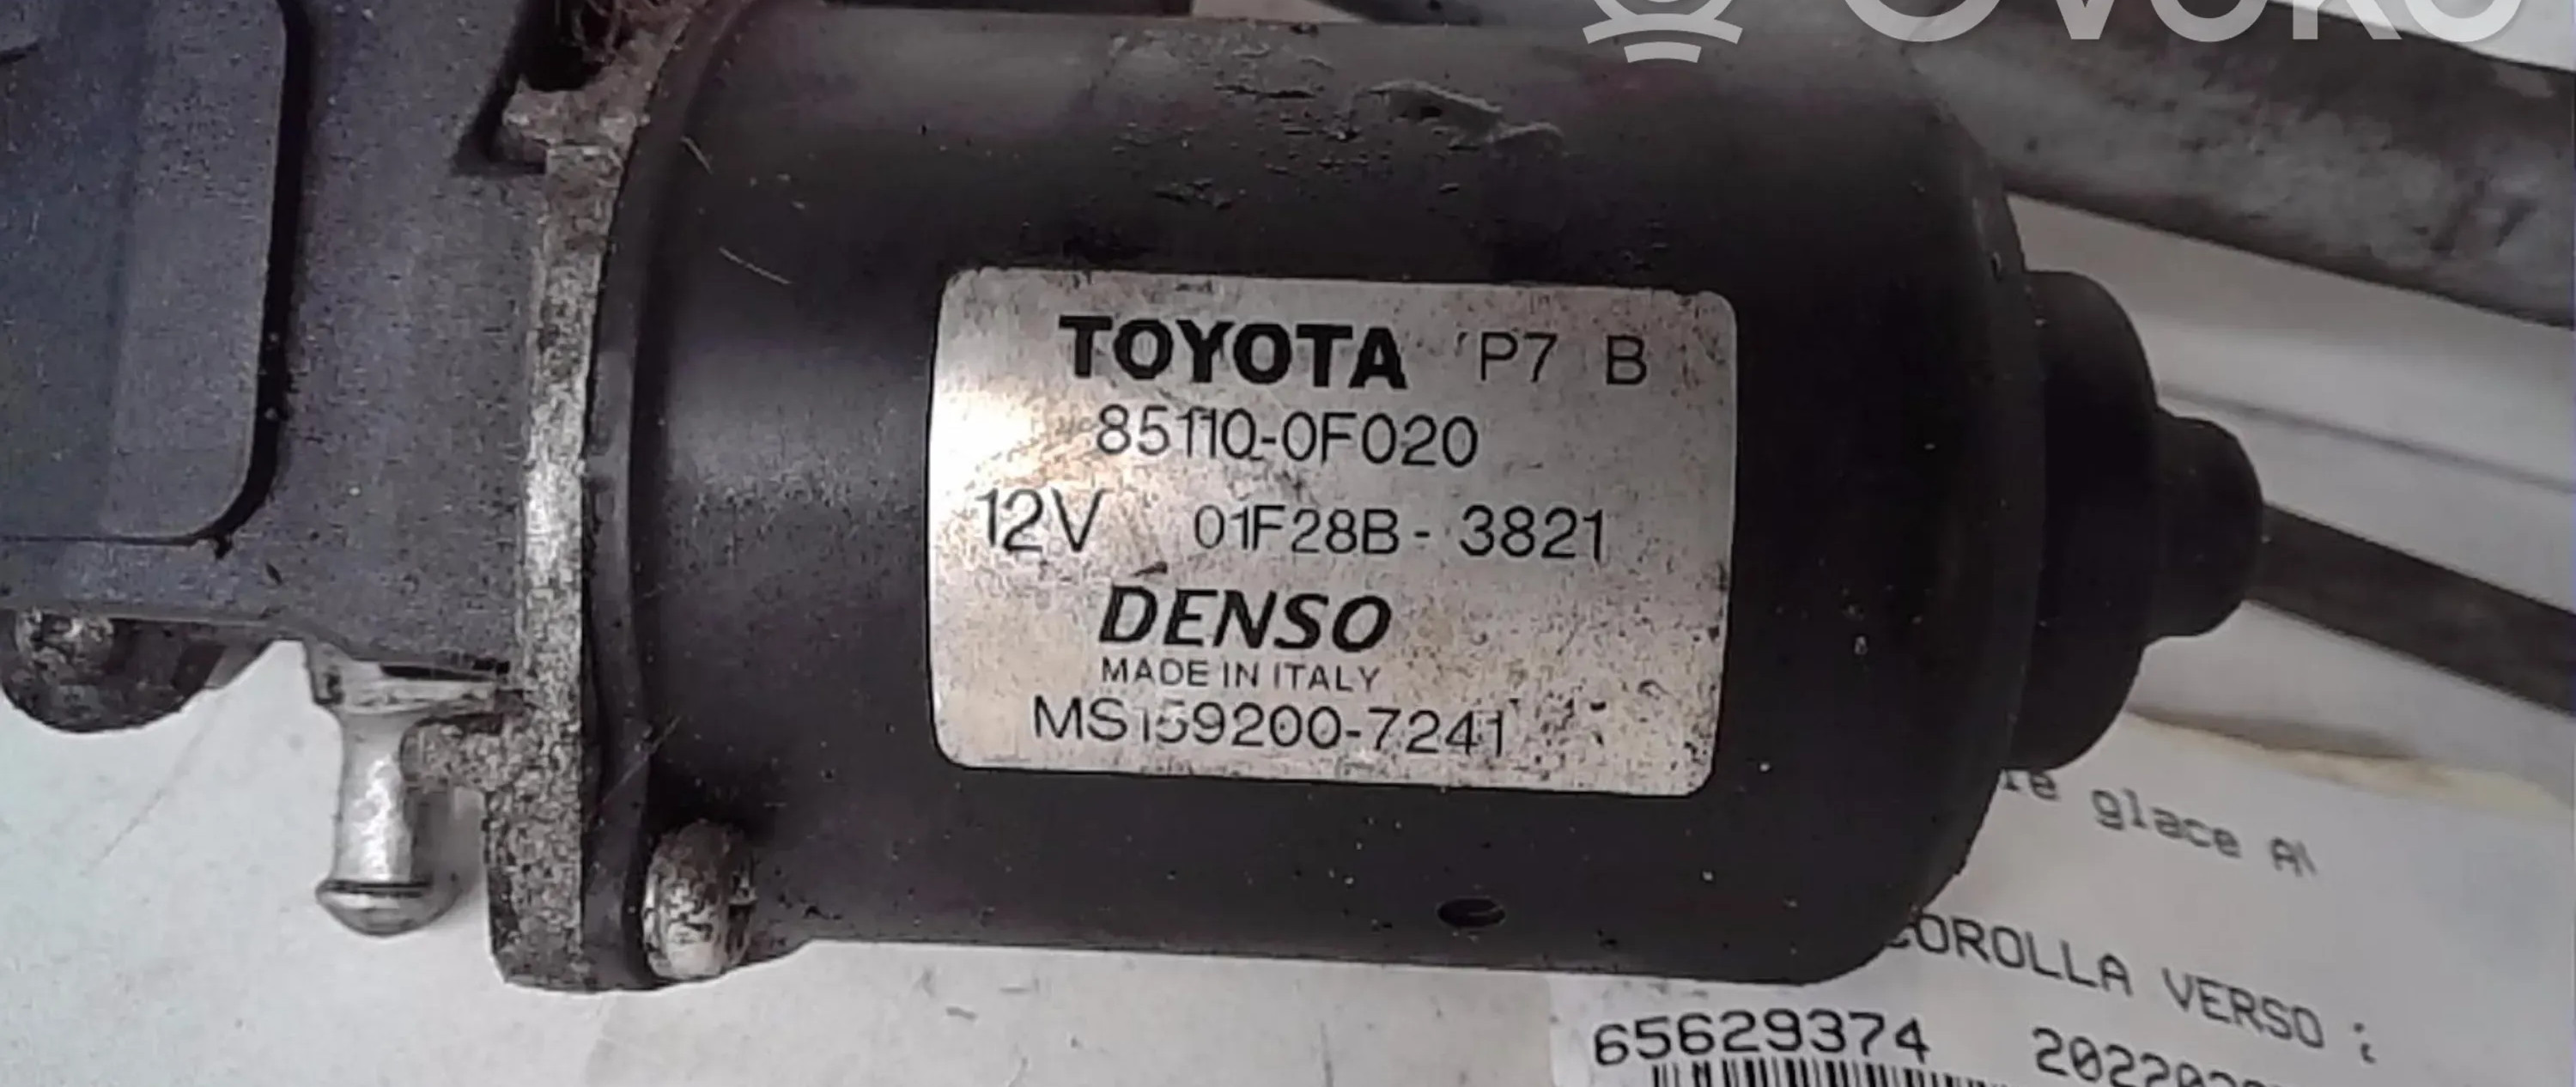 TOYOTA P7 B
85110-0F020
12V 01F28B-3821
DENSO
MADE IN ITALY
MS159200-7241
glace
COROLLA VERSO
65629374